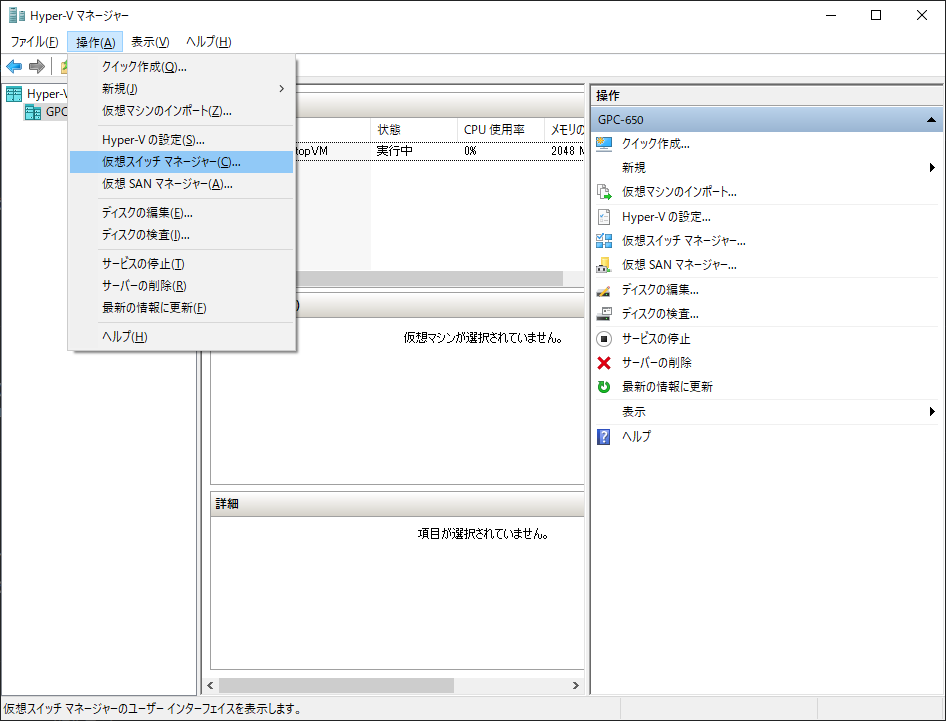 Hyper-V マネージャー
ファイル(F) 操作(A) 表示(V) ヘルプ(H)
クイック作成(Q)...
新規(J)
仮想マシンのインポート(Z)...
Hyper-V の設定(S)...
仮想スイッチ マネージャー(C)...
仮想 SAN マネージャー(A)...
ディスクの編集(E)...
ディスクの検査(I)...
サービスの停止(T)
サーバーの削除(R)
最新の情報に更新(F)
ヘルプ(H)
Hyper-V
GPC
状態 CPU 使用率 メモリの
topVM 実行中 0% 2048 M
仮想マシンが選択されていません。
詳細
項目が選択されていません。
操作
GPC-650
クイック作成...
新規
仮想マシンのインポート...
Hyper-V の設定...
仮想スイッチ マネージャー...
仮想 SAN マネージャー...
ディスクの編集...
ディスクの検査...
サービスの停止
サーバーの削除
最新の情報に更新
表示
ヘルプ
仮想スイッチ マネージャーのユーザー インターフェイスを表示します。